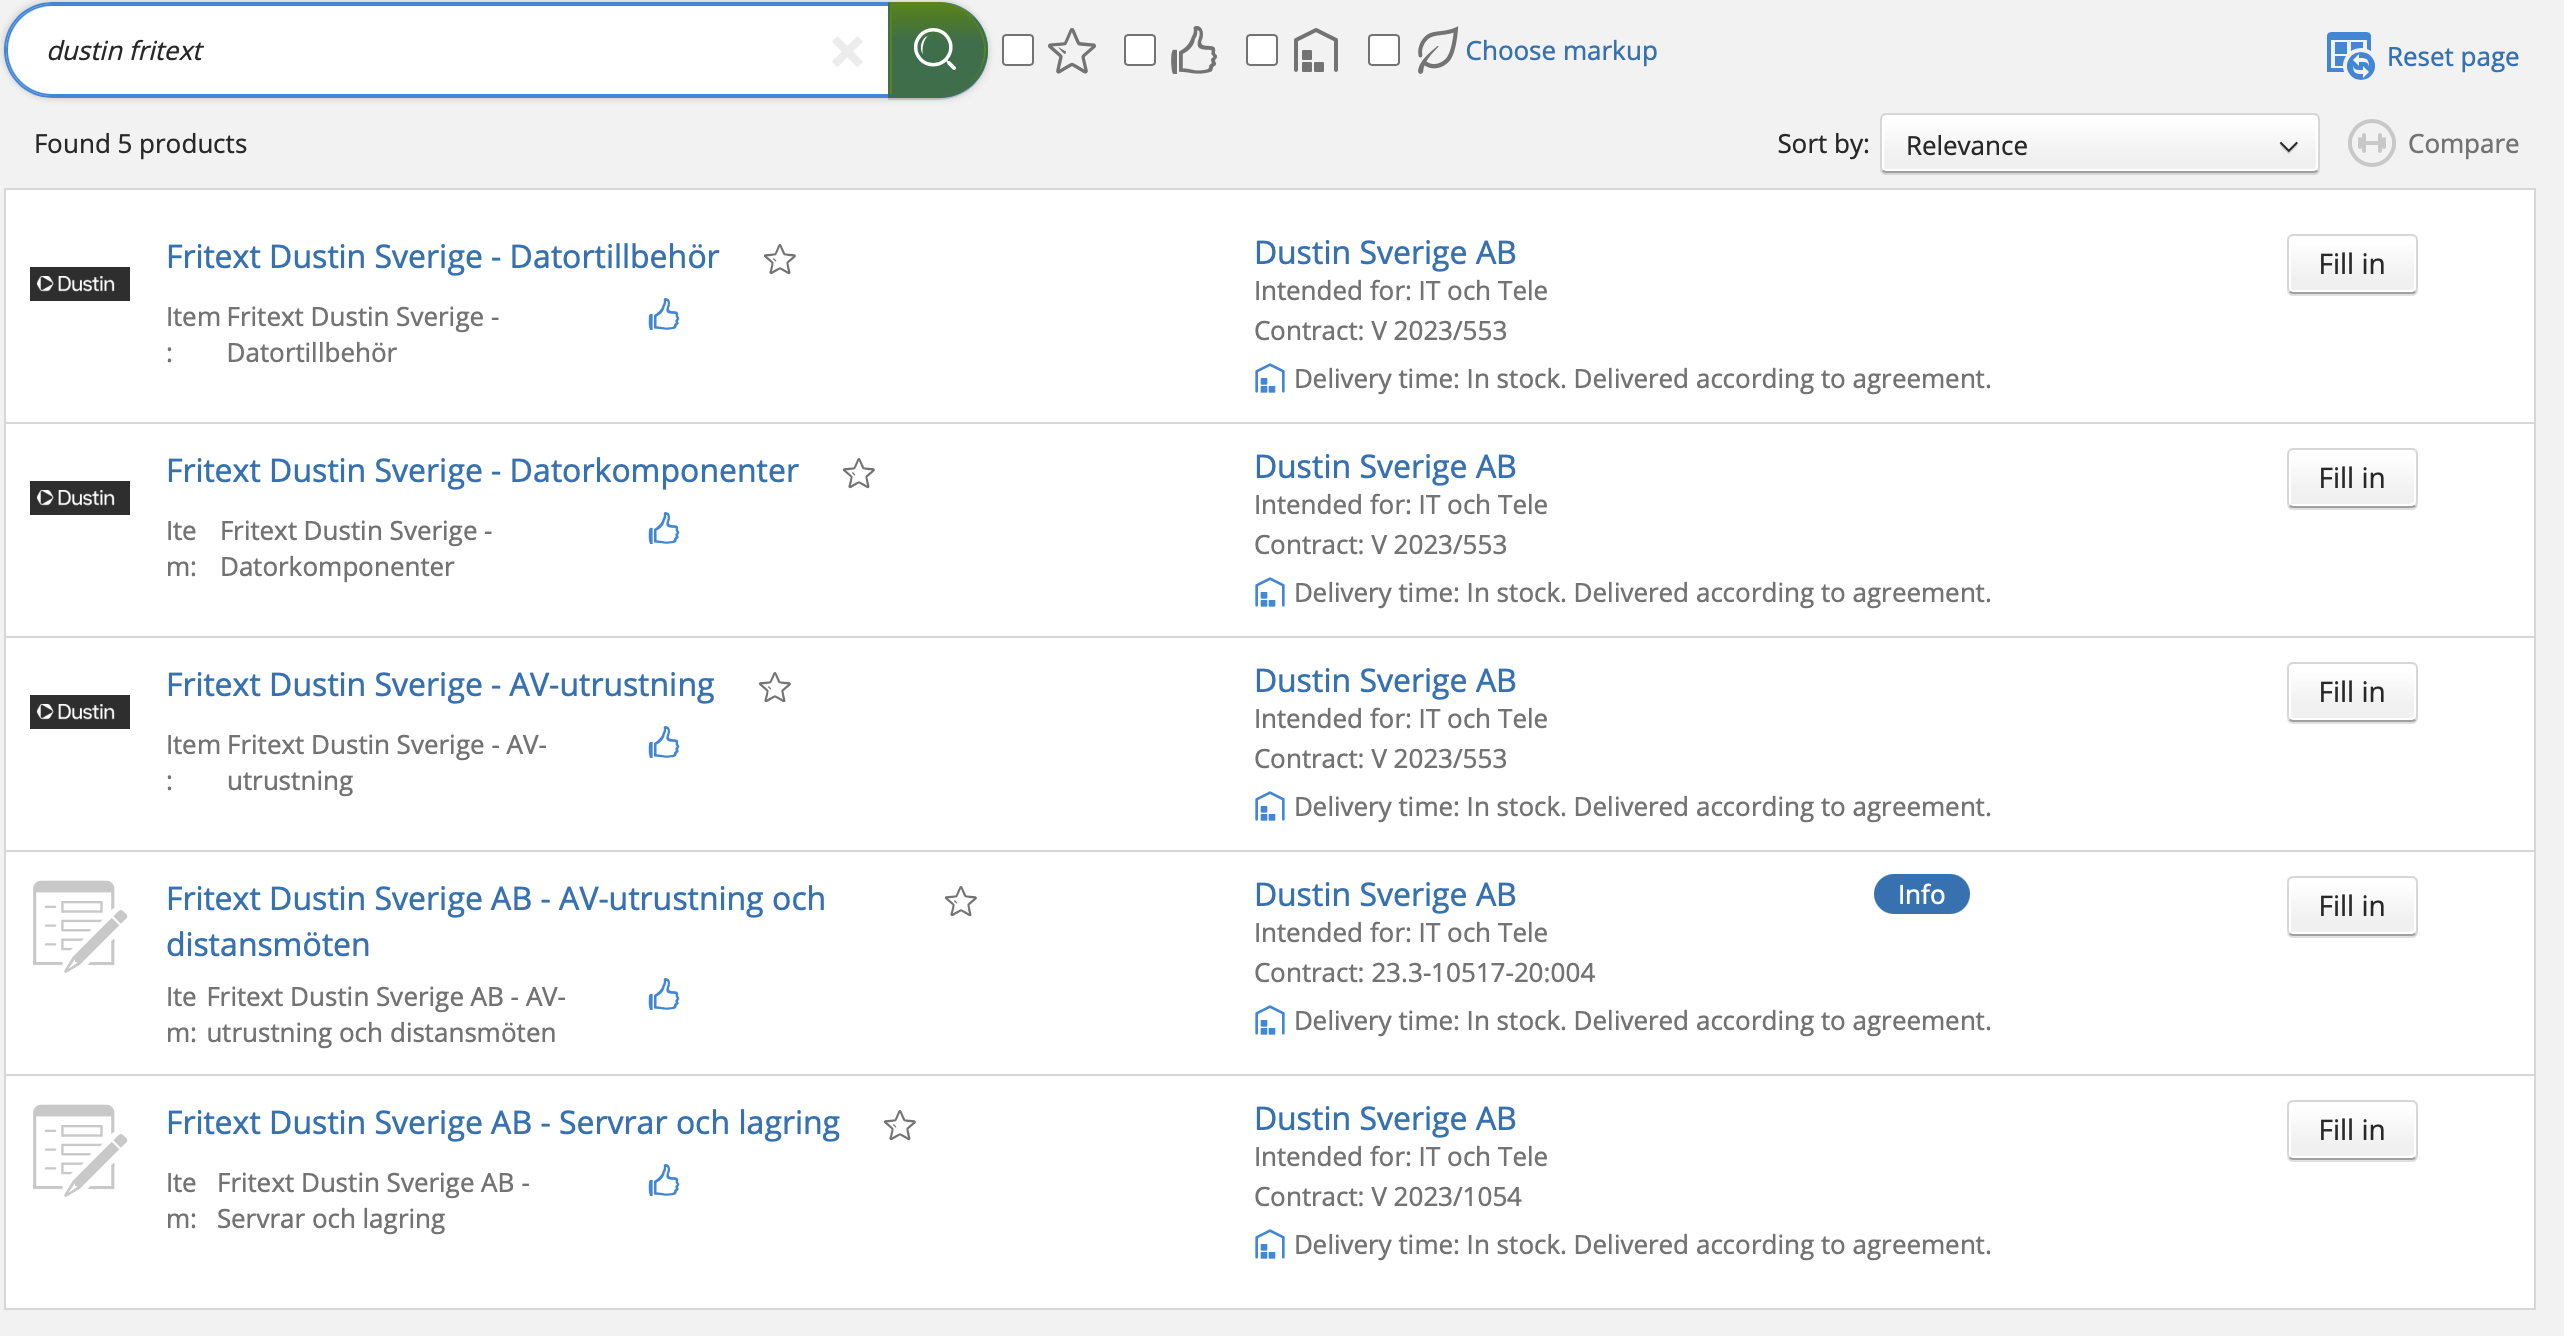 dustin fritext
Choose markup
Reset page
Found 5 products
Sort by:
Relevance
Compare
Dustin
Fritext Dustin Sverige - Datortillbehör
Item Fritext Dustin Sverige -
: Datortillbehör
Dustin Sverige AB
Intended for: IT och Tele
Contract: V 2023/553
Delivery time: In stock. Delivered according to agreement.
Fill in
Dustin
Fritext Dustin Sverige - Datorkomponenter
Ite Fritext Dustin Sverige -
m: Datorkomponenter
Dustin Sverige AB
Intended for: IT och Tele
Contract: V 2023/553
Delivery time: In stock. Delivered according to agreement.
Fill in
Dustin
Fritext Dustin Sverige - AV-utrustning
Item Fritext Dustin Sverige - AV-
: utrustning
Dustin Sverige AB
Intended for: IT och Tele
Contract: V 2023/553
Delivery time: In stock. Delivered according to agreement.
Fill in
Fritext Dustin Sverige AB - AV-utrustning och
distansmöten
Ite Fritext Dustin Sverige AB - AV-
m: utrustning och distansmöten
Dustin Sverige AB
Info
Intended for: IT och Tele
Contract: 23.3-10517-20:004
Delivery time: In stock. Delivered according to agreement.
Fill in
Fritext Dustin Sverige AB - Servrar och lagring
Ite Fritext Dustin Sverige AB -
m: Servrar och lagring
Dustin Sverige AB
Intended for: IT och Tele
Contract: V 2023/1054
Delivery time: In stock. Delivered according to agreement.
Fill in